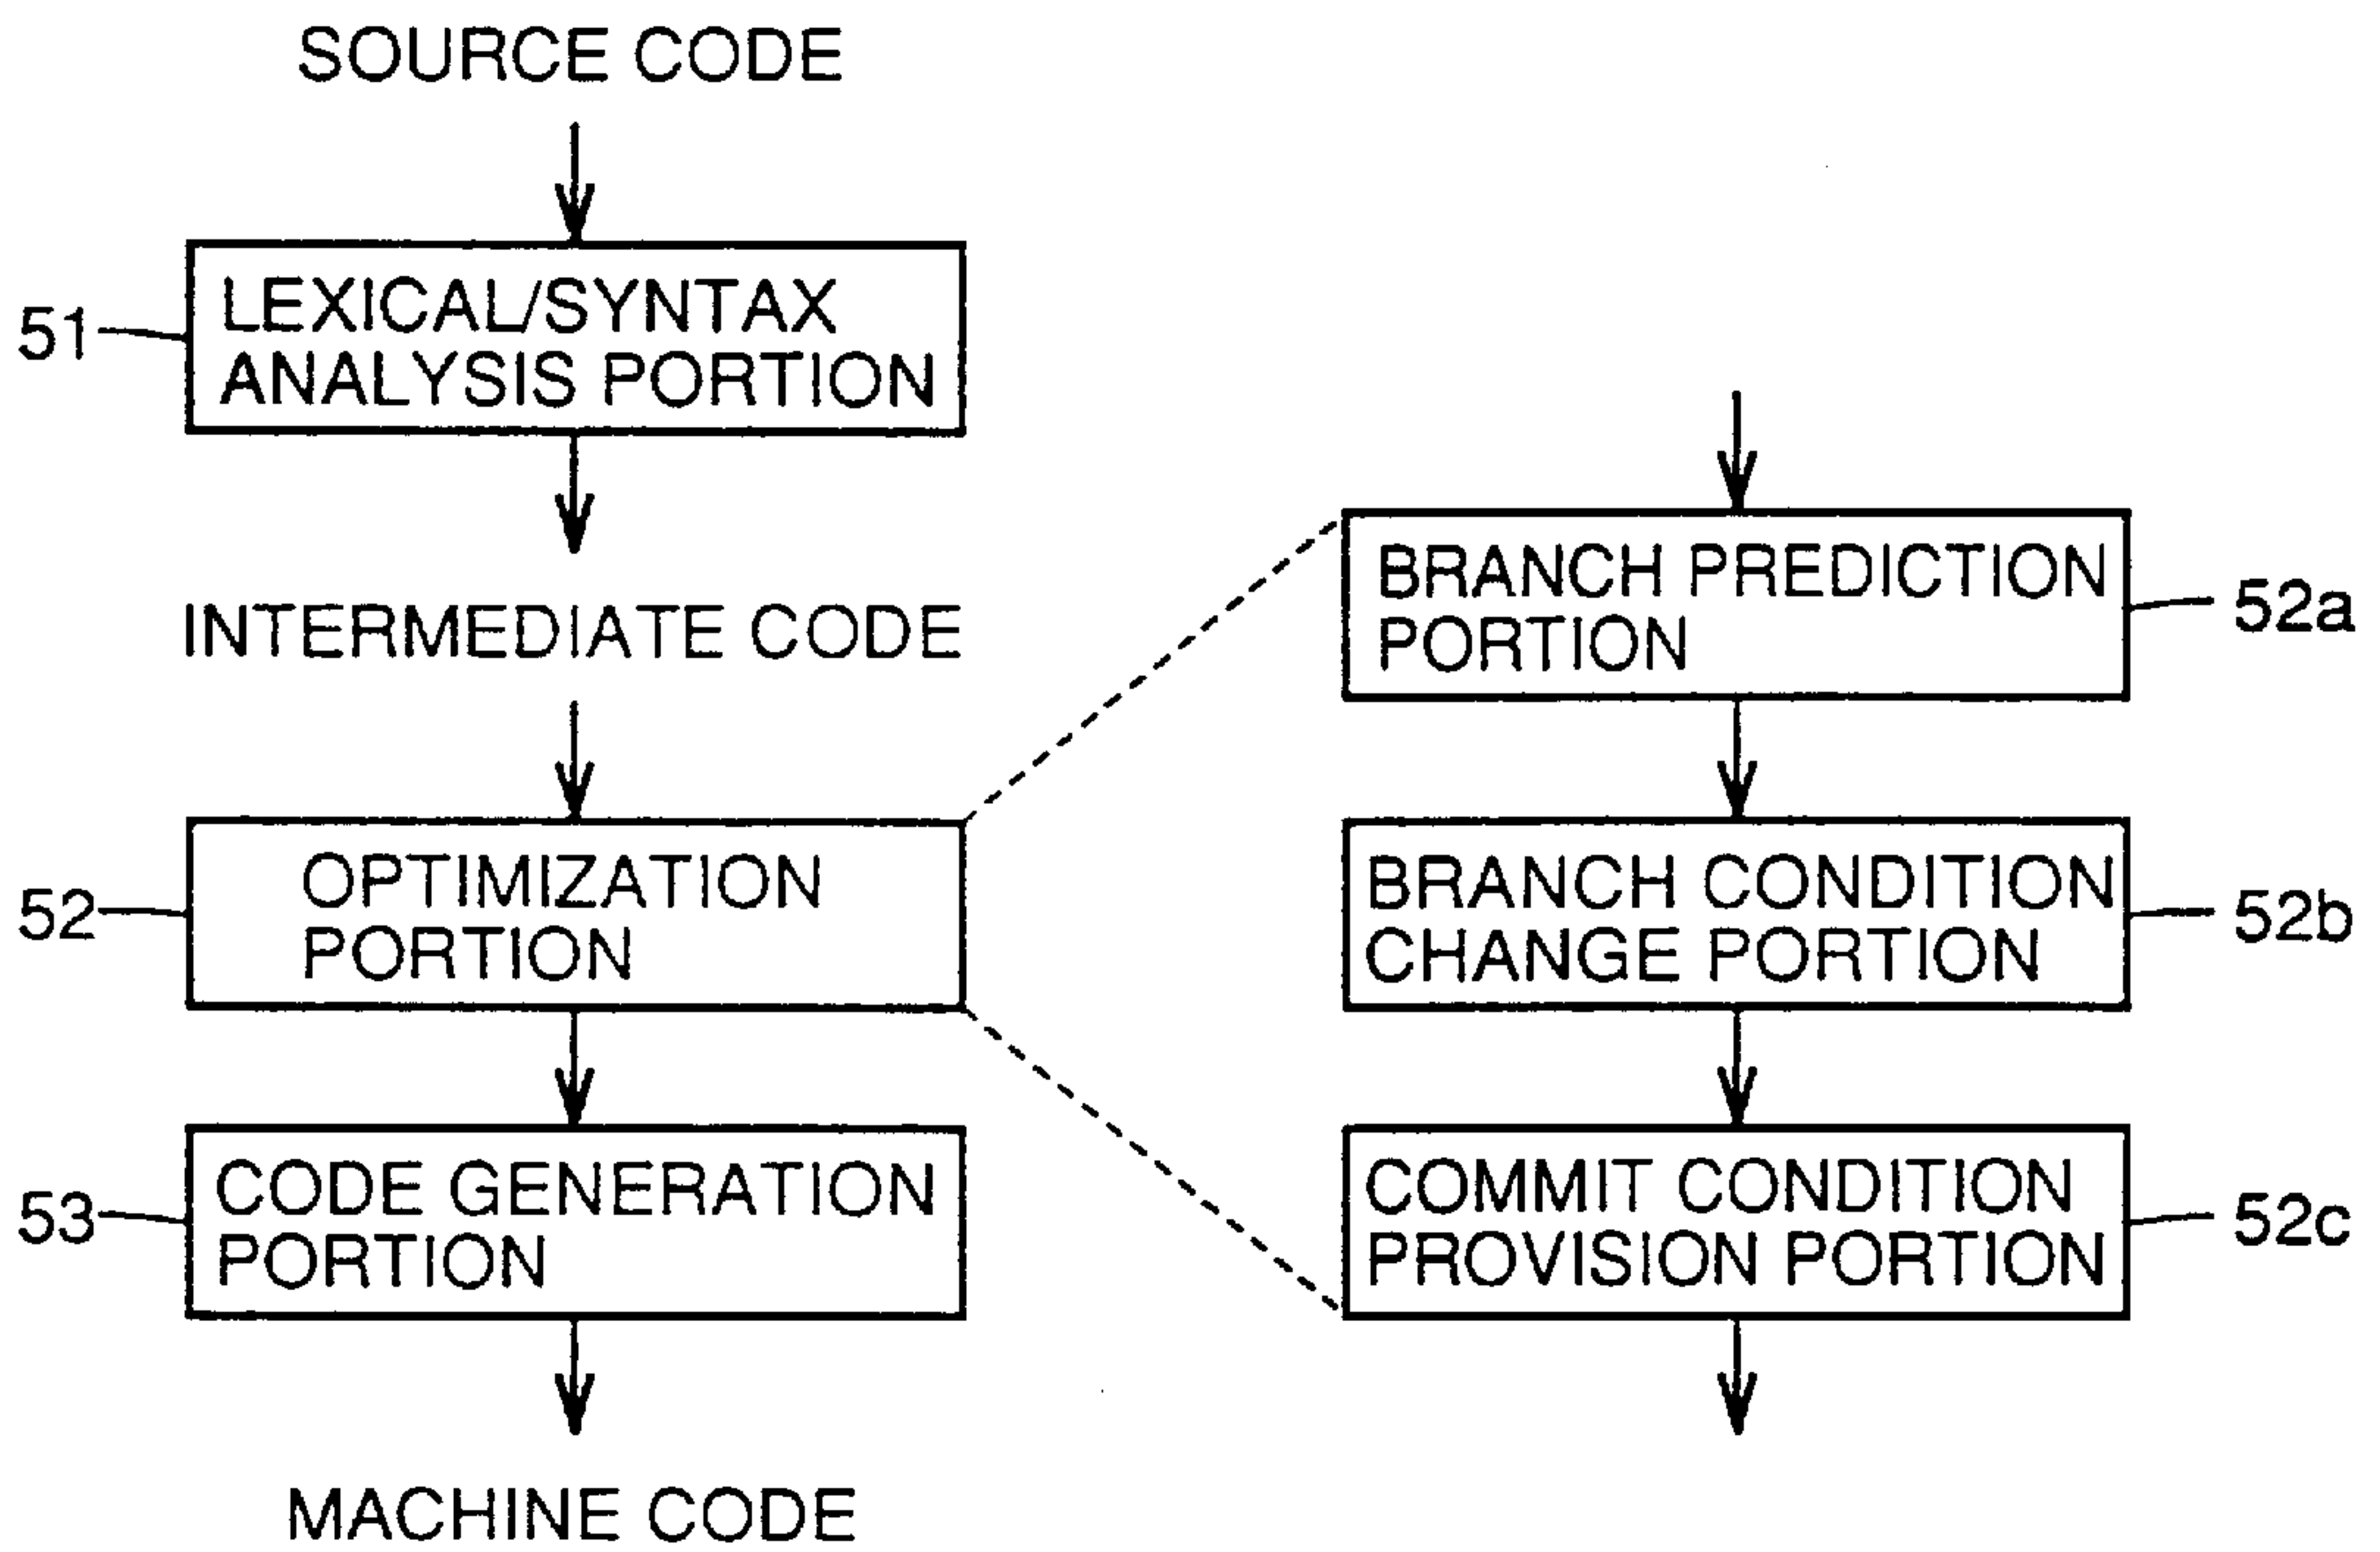 SOURCE CODE
51
LEXICAL/SYNTAX
ANALYSIS PORTION
INTERMEDIATE CODE
52
OPTIMIZATION
PORTION
53
CODE GENERATION
PORTION
MACHINE CODE
BRANCH PREDICTION
PORTION
52a
BRANCH CONDITION
CHANGE PORTION
52b
COMMIT CONDITION
PROVISION PORTION
52c